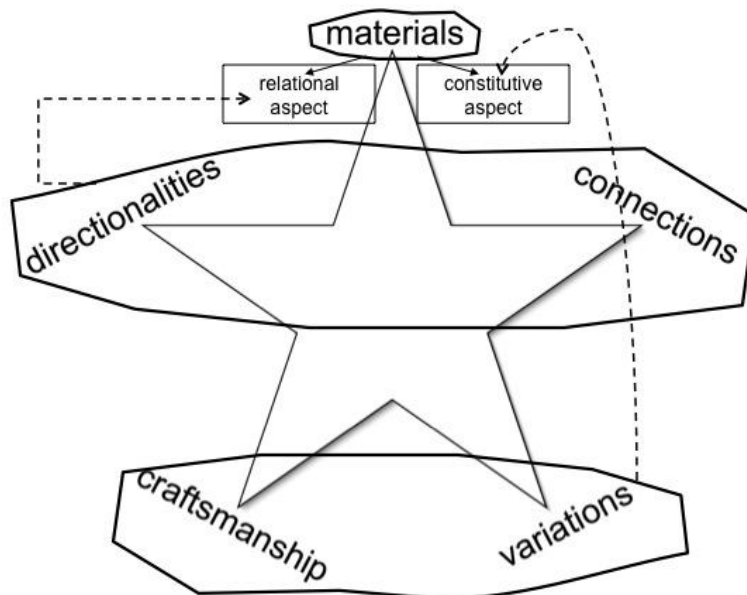 materials
relational
aspect
constitutive
aspect
directionalities
connections
craftsmanship
variations